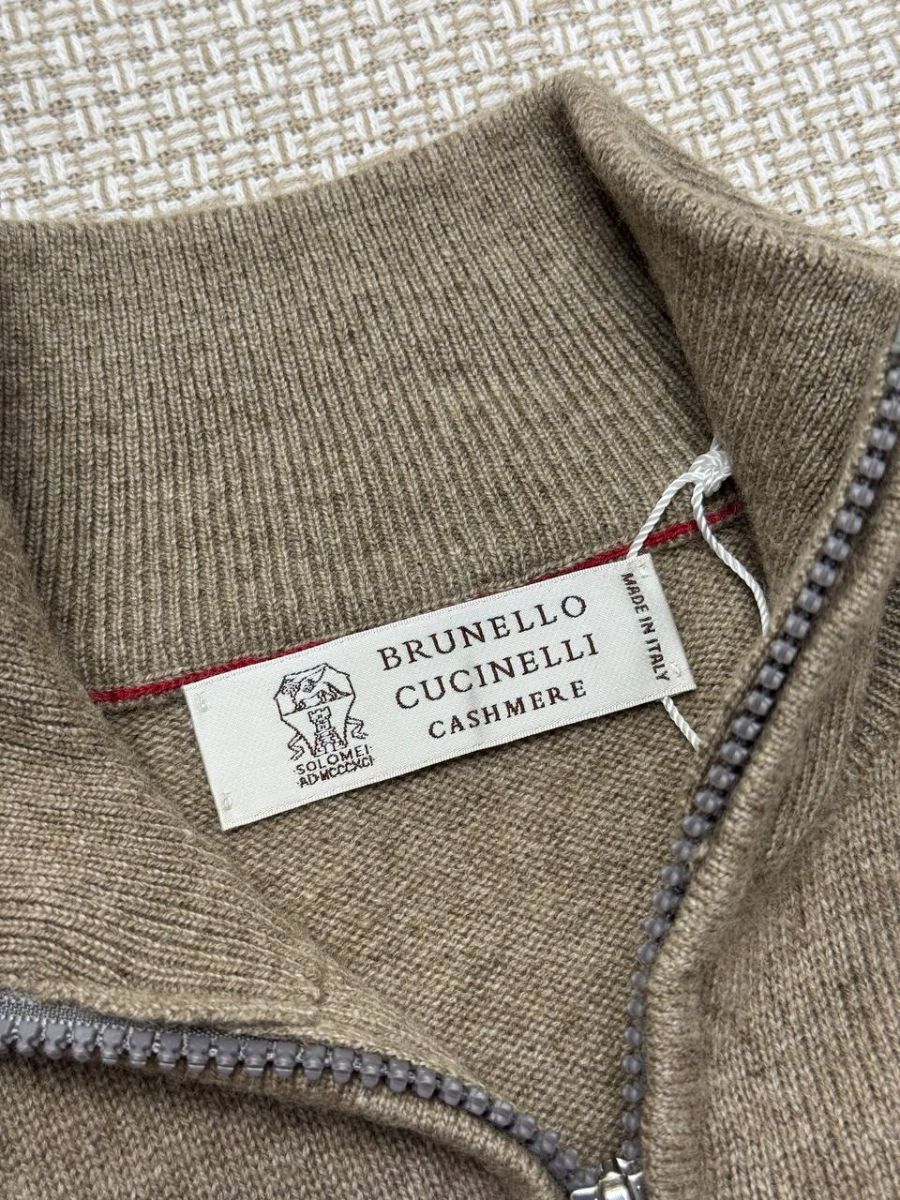 BRUNELLO
CUCINELLI
CASHMERE
MADE IN ITALY
SOLOMEI
AD·MCCCXCI